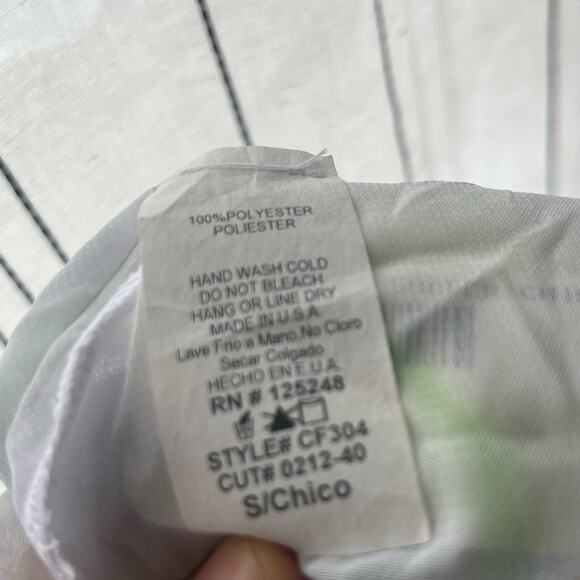 100%POLYESTER
POLIESTER
HAND WASH COLD
DO NOT BLEACH
HANG OR LINE DRY
MADE IN U.S.A
Lave Frio a Mano.No Cloro
Secar Colgado
HECHO EN E.U.A.
RN # 125248
STYLE# CF304
CUT# 0212-40
S/Chico